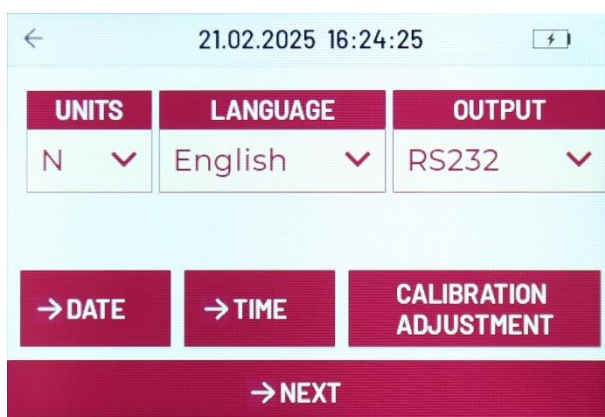 21.02.2025 16:24:25
UNITS LANGUAGE OUTPUT
N English RS232
→DATE →TIME CALIBRATION
ADJUSTMENT
→NEXT